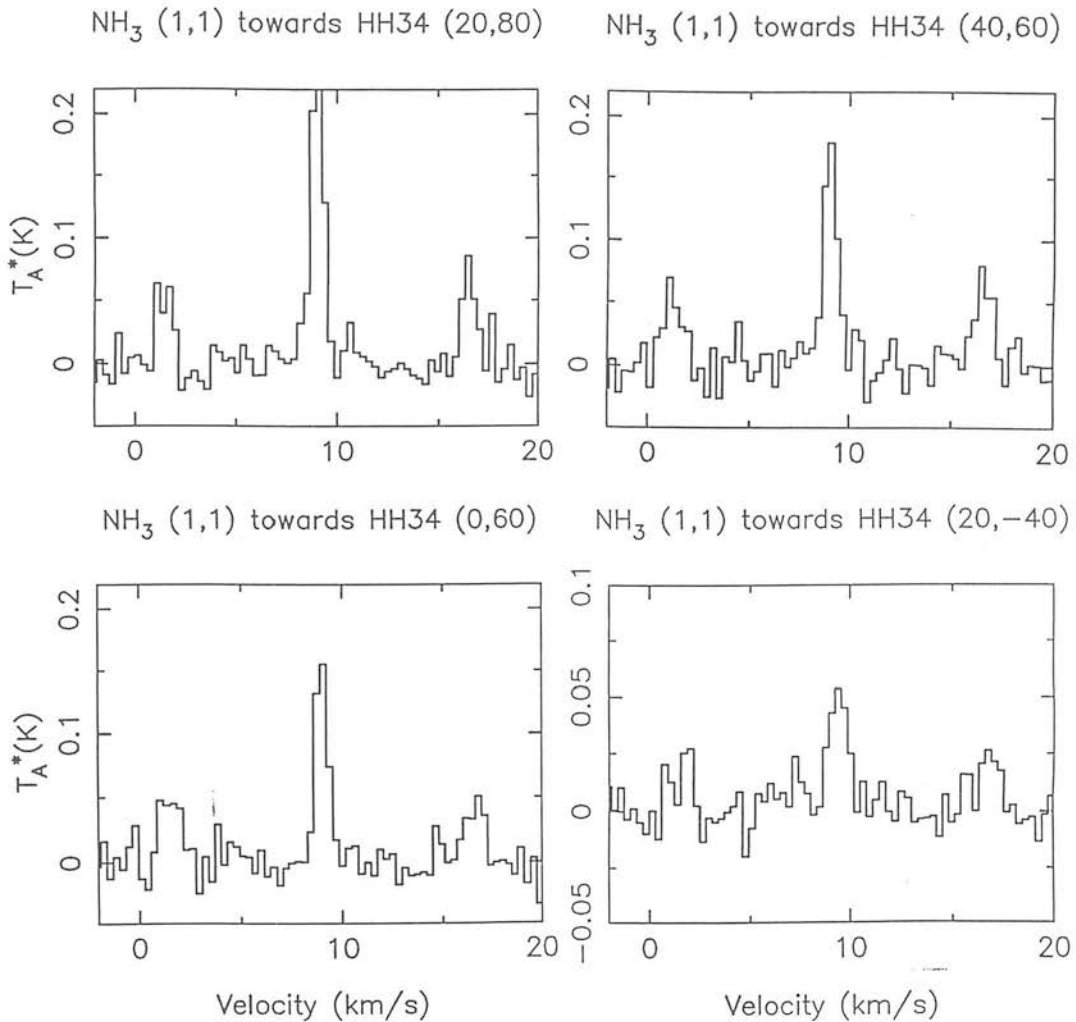 NH3 (1,1) towards HH34 (20,80)
NH3 (1,1) towards HH34 (40,60)
TA*(K)
0.2
0.1
0
0 10 20
0.2
0.1
0
0 10 20
NH3 (1,1) towards HH34 (0,60)
NH3 (1,1) towards HH34 (20,−40)
TA*(K)
0.2
0.1
0
0 10 20
Velocity (km/s)
0.1
0.05
0
−0.05
0 10 20
Velocity (km/s)